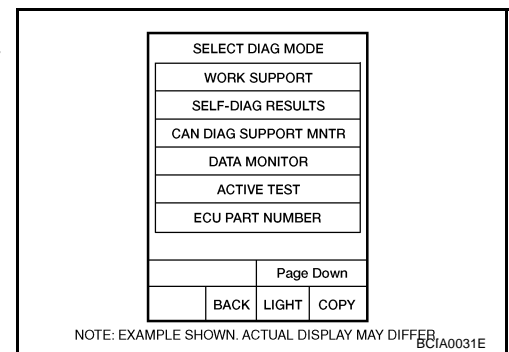 SELECT DIAG MODE
WORK SUPPORT
SELF-DIAG RESULTS
CAN DIAG SUPPORT MNTR
DATA MONITOR
ACTIVE TEST
ECU PART NUMBER
Page Down
BACK LIGHT COPY
NOTE: EXAMPLE SHOWN. ACTUAL DISPLAY MAY DIFFER.
BCIA0031E